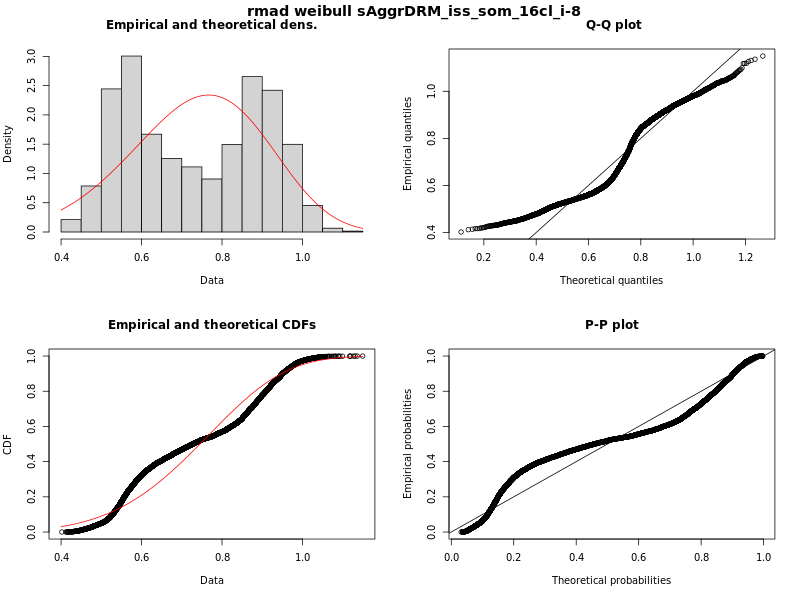 rmad weibull sAggrDRM_iss_som_16cl_i-8
Empirical and theoretical dens.
Density
0.0 0.5 1.0 1.5 2.0 2.5 3.0
0.4 0.6 0.8 1.0
Data
Q-Q plot
Empirical quantiles
0.4 0.6 0.8 1.0
0.2 0.4 0.6 0.8 1.0 1.2
Theoretical quantiles
Empirical and theoretical CDFs
CDF
0.0 0.2 0.4 0.6 0.8 1.0
0.4 0.6 0.8 1.0
Data
P-P plot
Empirical probabilities
0.0 0.2 0.4 0.6 0.8 1.0
0.0 0.2 0.4 0.6 0.8 1.0
Theoretical probabilities